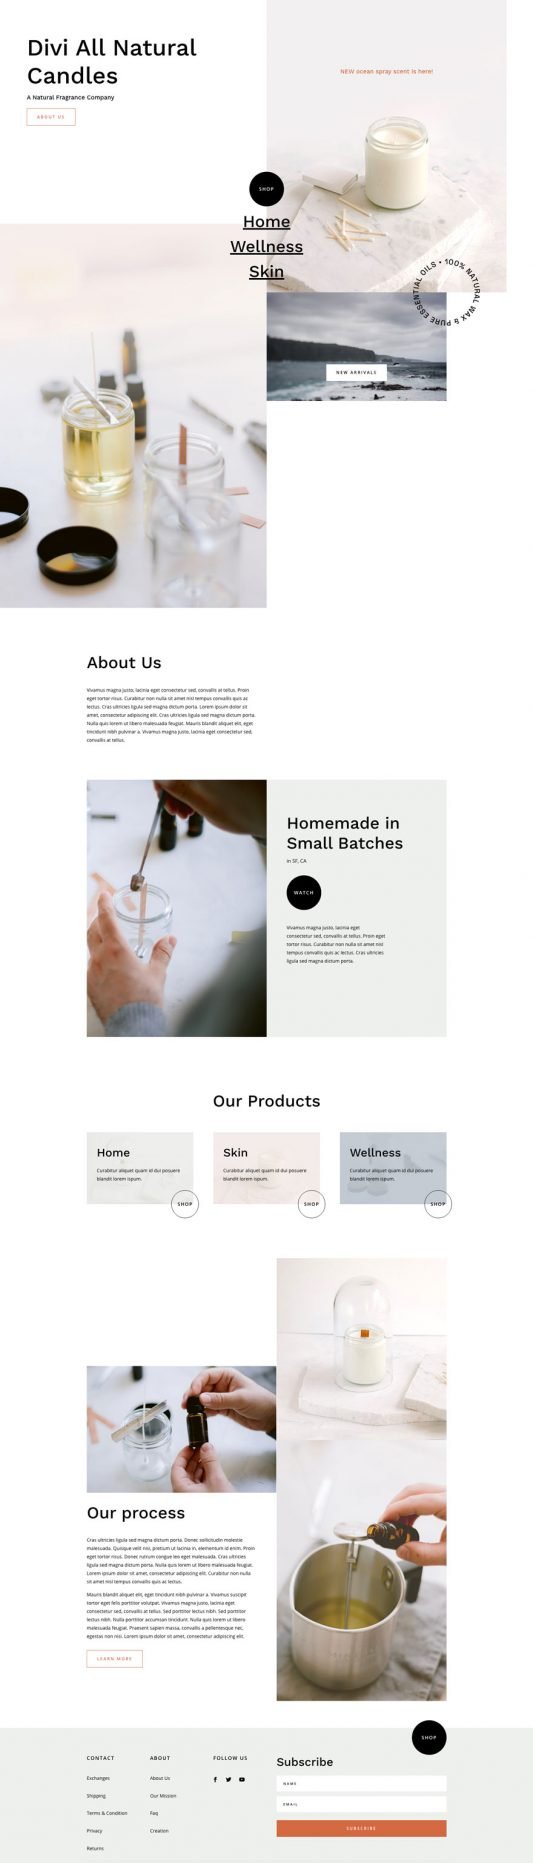 Divi All Natural
Candles
A Natural Fragrance Company
ABOUT US
NEW ocean spray scent is here!
SHOP
Home
Wellness
Skin
100% NATURAL WAX & PURE ESSENTIAL OILS •
NEW ARRIVALS
About Us
Vivamus magna justo, lacinia eget consectetur sed, convallis at tellus. Proin
eget tortor risus. Curabitur non nulla sit amet nisl tempus convallis quis ac
lectus. Cras ultricies ligula sed magna dictum porta. Lorem ipsum dolor sit
amet, consectetur adipiscing elit. Cras ultricies ligula sed magna dictum porta.
Nulla quis lorem ut libero malesuada feugiat. Mauris blandit aliquet elit, eget
tincidunt nibh pulvinar a. Vivamus magna justo, lacinia eget consectetur sed,
convallis at tellus.
Homemade in
Small Batches
in SF, CA
WATCH
Vivamus magna justo, lacinia eget
consectetur sed, convallis at tellus. Proin eget
tortor risus. Curabitur non nulla sit amet nisl
tempus convallis quis ac lectus. Cras ultricies
ligula sed magna dictum porta.
Our Products
Home
Curabitur aliquet quam id dui posuere
blandit lorem ispum.
SHOP
Skin
Curabitur aliquet quam id dui posuere
blandit lorem ispum.
SHOP
Wellness
Curabitur aliquet quam id dui posuere
blandit lorem ispum.
SHOP
Our process
Cras ultricies ligula sed magna dictum porta. Donec sollicitudin molestie
malesuada. Quisque velit nisi, pretium ut lacinia in, elementum id enim. Proin
eget tortor risus. Donec rutrum congue leo eget malesuada. Cras ultricies
ligula sed magna dictum porta. Nulla quis lorem ut libero malesuada feugiat.
Lorem ipsum dolor sit amet, consectetur adipiscing elit. Curabitur non nulla
sit amet nisl tempus convallis quis ac lectus.
Mauris blandit aliquet elit, eget tincidunt nibh pulvinar a. Vivamus suscipit
tortor eget felis porttitor volutpat. Vivamus magna justo, lacinia eget
consectetur sed, convallis at tellus. Sed porttitor lectus nibh. Sed porttitor
lectus nibh. Nulla porttitor accumsan tincidunt. Nulla quis lorem ut libero
malesuada feugiat. Praesent sapien massa, convallis a pellentesque nec,
egestas non nisi. Lorem ipsum dolor sit amet, consectetur adipiscing elit.
LEARN MORE
SHOP
CONTACT
Exchanges
Shipping
Terms & Condition
Privacy
Returns
ABOUT
About Us
Our Mission
Faq
Creation
FOLLOW US
Subscribe
NAME
EMAIL
SUBSCRIBE